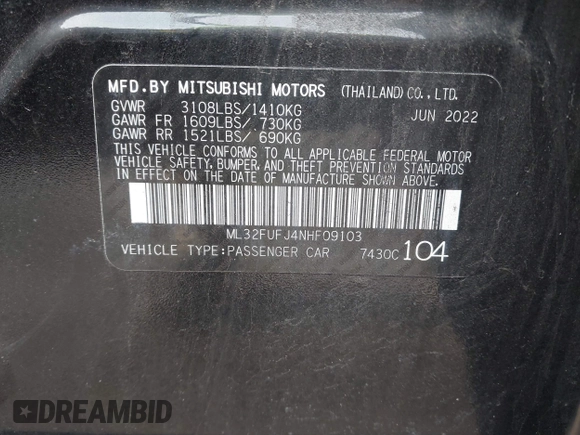 MFD.BY MITSUBISHI MOTORS (THAILAND)CO.,LTD.
GVWR 3108LBS/1410KG JUN 2022
GAWR FR 1609LBS/ 730KG
GAWR RR 1521LBS/ 690KG
THIS VEHICLE CONFORMS TO ALL APPLICABLE FEDERAL MOTOR
VEHICLE SAFETY, BUMPER, AND THEFT PREVENTION STANDARDS
IN EFFECT ON THE DATE OF MANUFACTURE SHOWN ABOVE.
ML32FUFJ4NHF09103
VEHICLE TYPE:PASSENGER CAR 7430C 104
DREAMBID